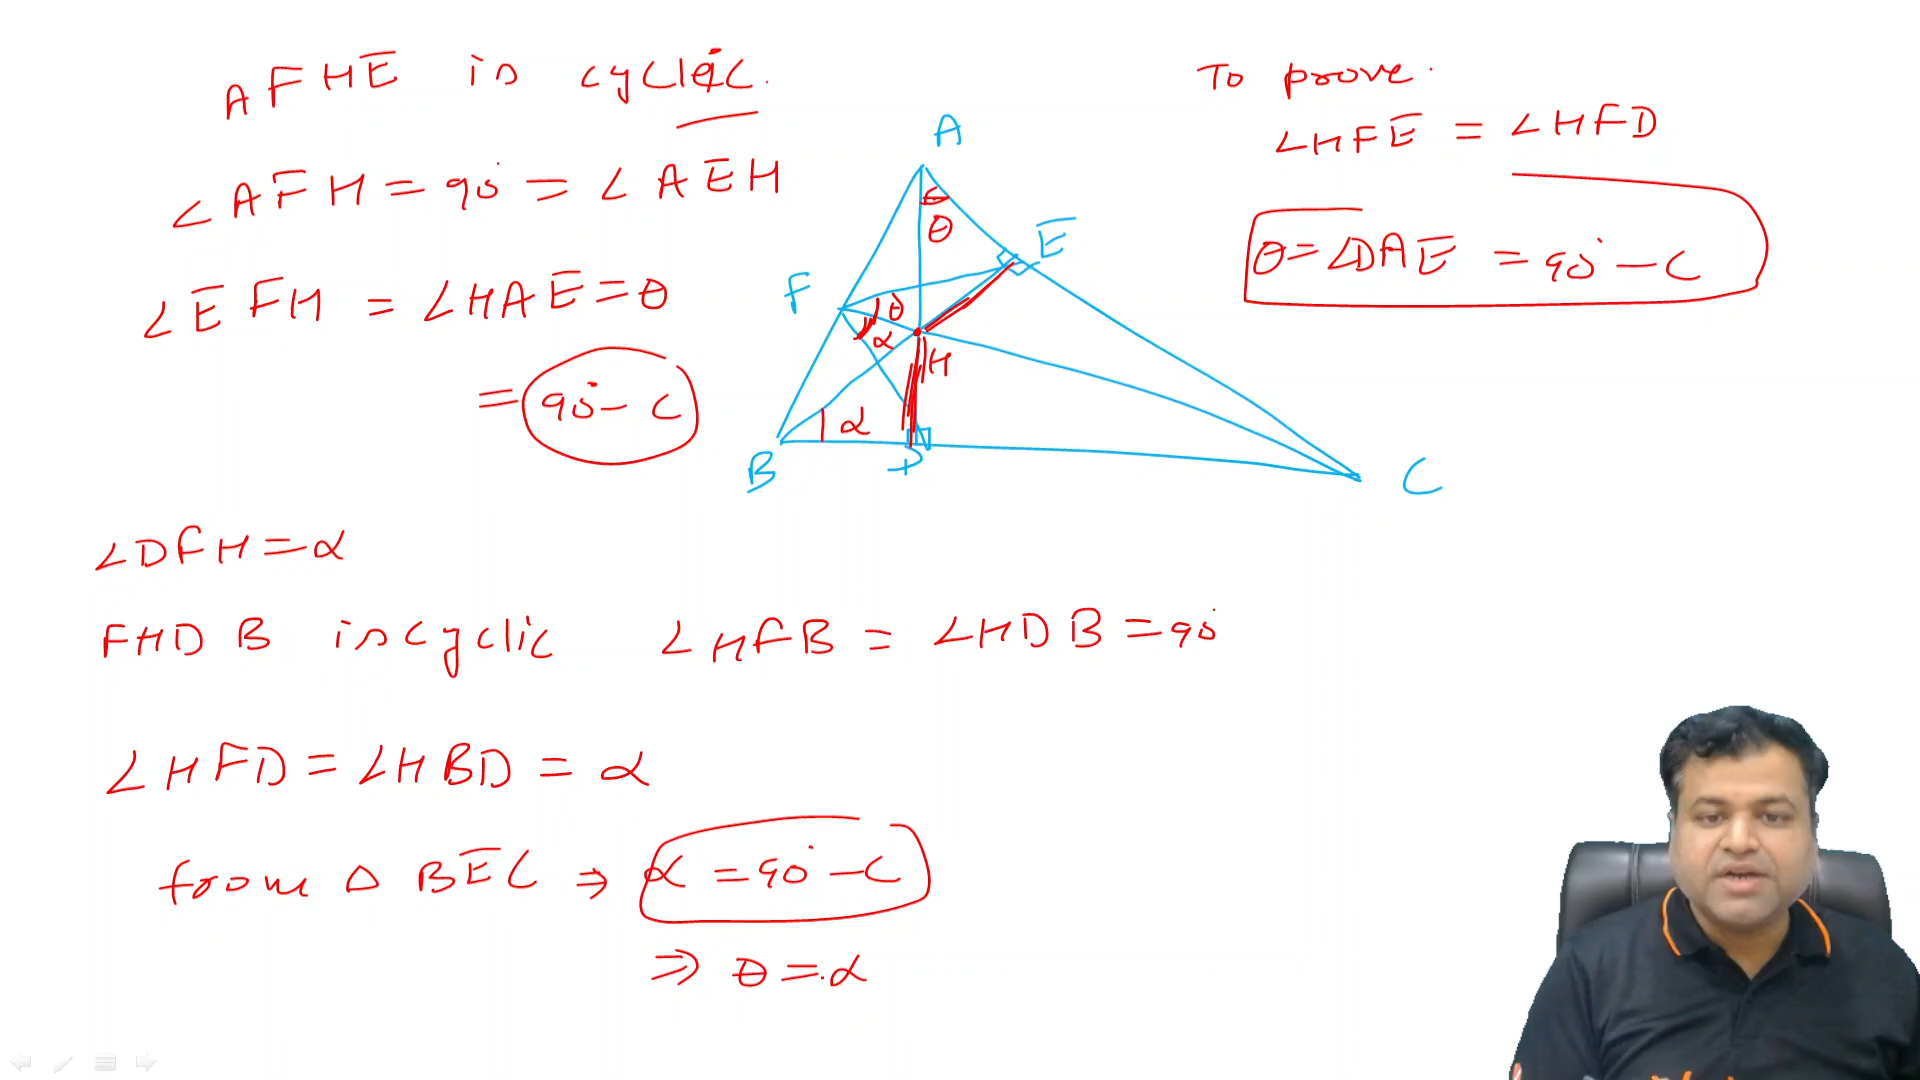 AFHE is cyclic.
∠AFH = 90° = ∠AEH
∠EFH = ∠HAE = θ
= 90° - C
To prove.
∠HFE = ∠HFD
θ = ∠DAE = 90° - C
A
θ
E
F
θ
α
H
α
B
D
C
∠DFH = α
FHDB is cyclic ∠HFB = ∠HDB = 90°
∠HFD = ∠HBD = α
from △ BEC ⇒ α = 90° - C
⇒ θ = α